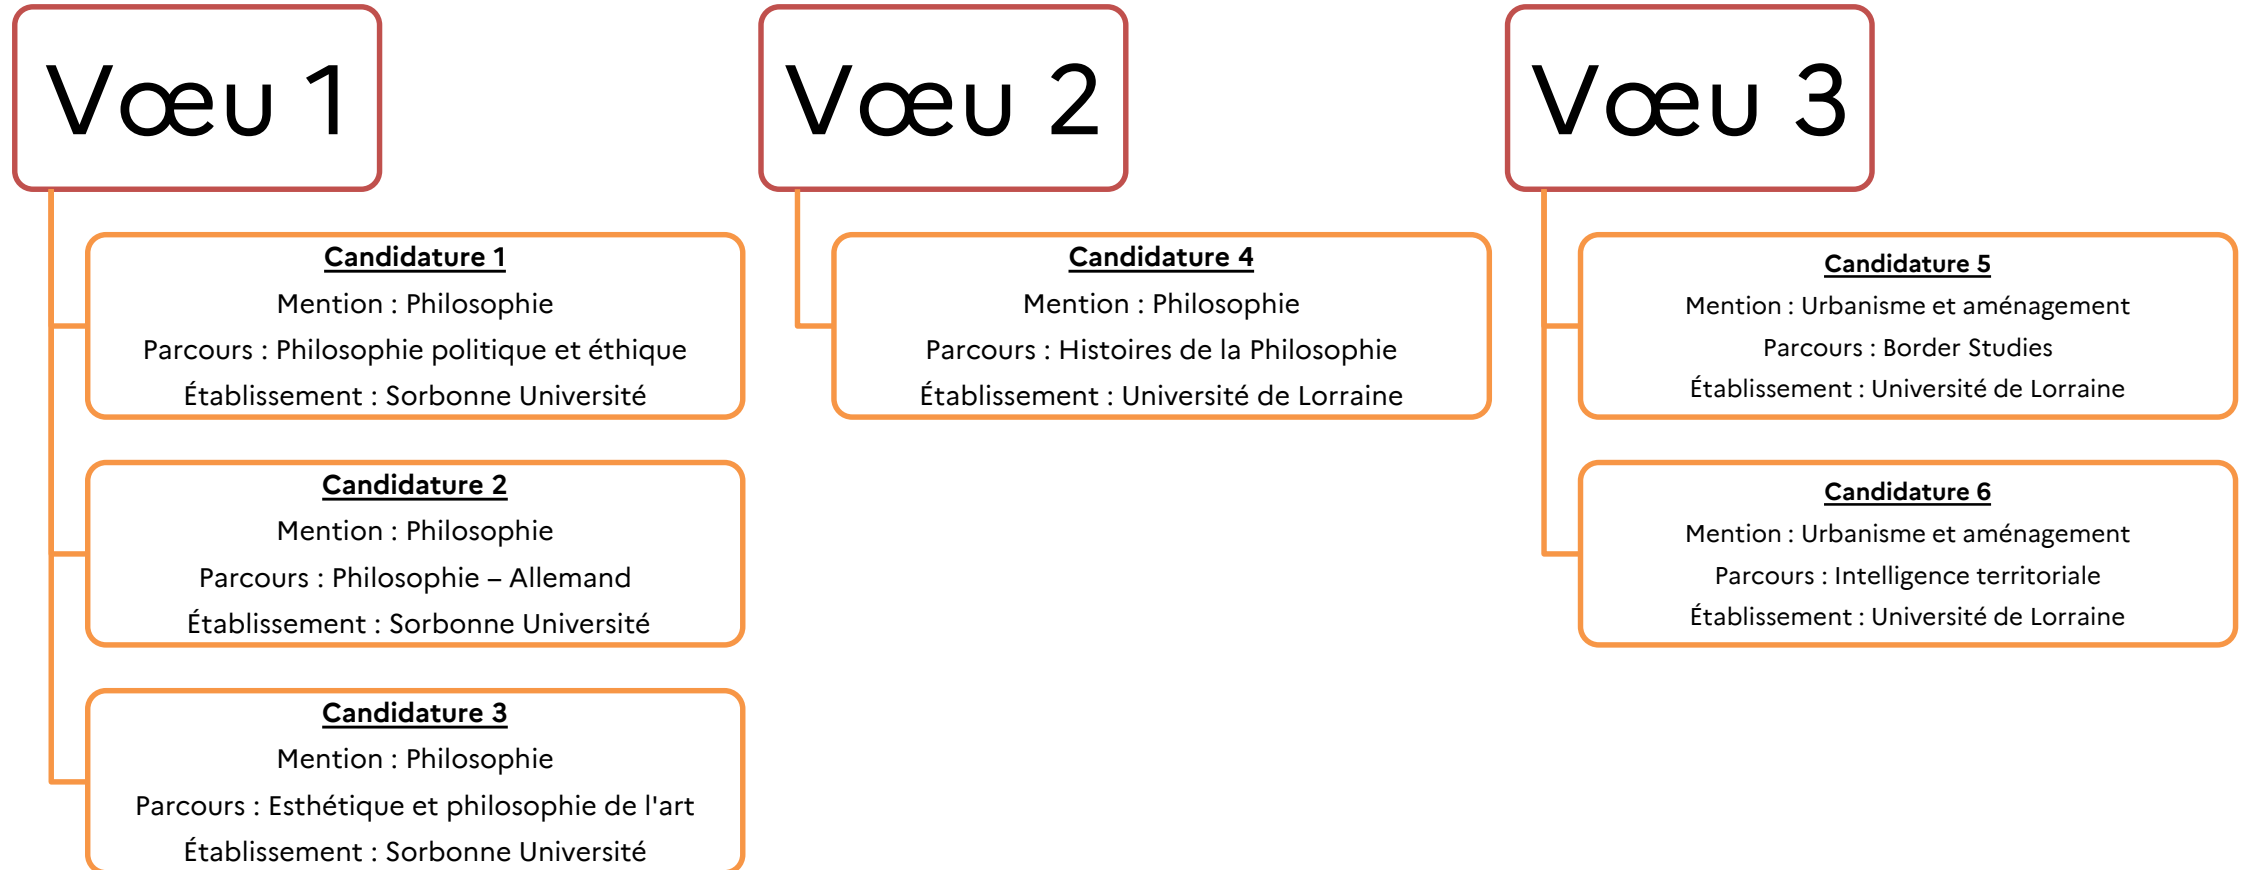 Vœu 1
Candidature 1
Mention : Philosophie
Parcours : Philosophie politique et éthique
Établissement : Sorbonne Université
Candidature 2
Mention : Philosophie
Parcours : Philosophie – Allemand
Établissement : Sorbonne Université
Candidature 3
Mention : Philosophie
Parcours : Esthétique et philosophie de l'art
Établissement : Sorbonne Université
Vœu 2
Candidature 4
Mention : Philosophie
Parcours : Histoires de la Philosophie
Établissement : Université de Lorraine
Vœu 3
Candidature 5
Mention : Urbanisme et aménagement
Parcours : Border Studies
Établissement : Université de Lorraine
Candidature 6
Mention : Urbanisme et aménagement
Parcours : Intelligence territoriale
Établissement : Université de Lorraine